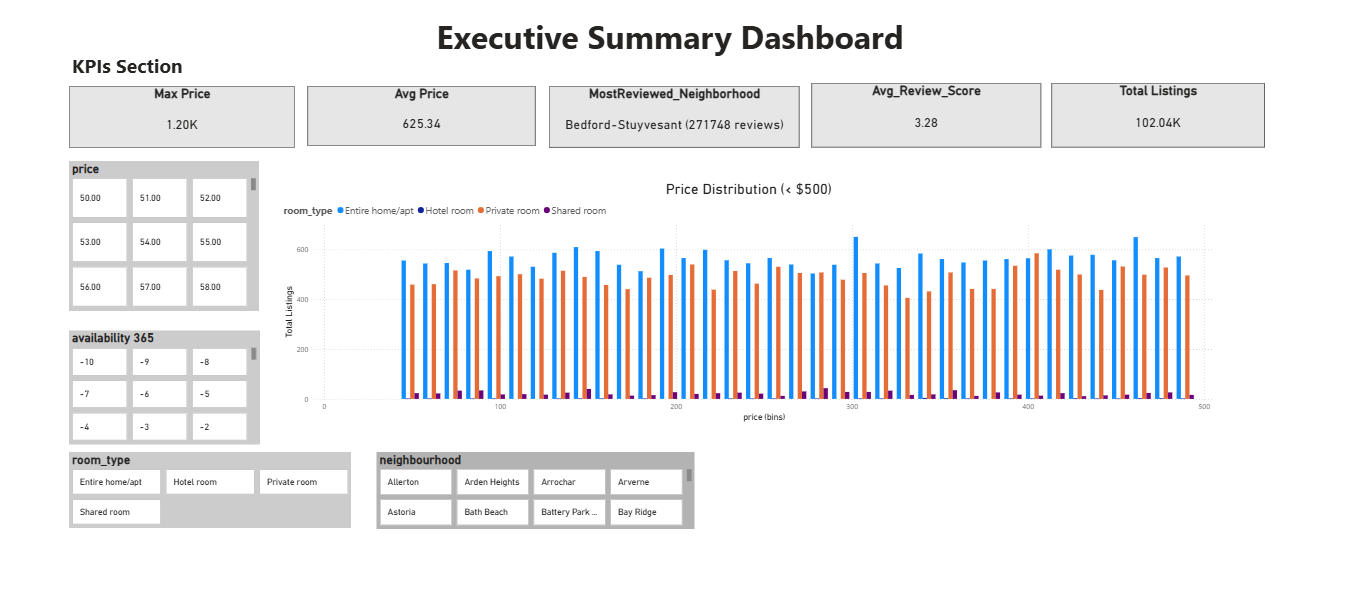 Executive Summary Dashboard
KPIs Section
Max Price
1.20K
Avg Price
625.34
MostReviewed_Neighborhood
Bedford-Stuyvesant (271748 reviews)
Avg_Review_Score
3.28
Total Listings
102.04K
price
50.00 51.00 52.00
53.00 54.00 55.00
56.00 57.00 58.00
availability 365
-10 -9 -8
-7 -6 -5
-4 -3 -2
Price Distribution (< $500)
room_type Entire home/apt Hotel room Private room Shared room
Total Listings
600
400
200
0
0 100 200 300 400 500
price (bins)
room_type
Entire home/apt Hotel room Private room
Shared room
neighbourhood
Allerton Arden Heights Arrochar Arverne
Astoria Bath Beach Battery Park ... Bay Ridge